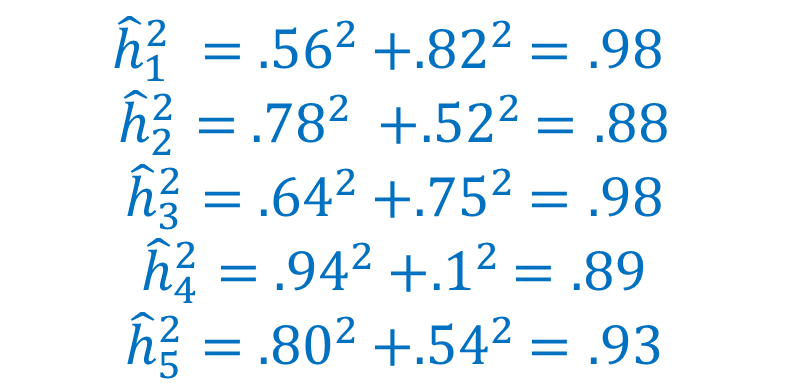 ĥ₁² = .56² +.82² = .98
ĥ₂² = .78² +.52² = .88
ĥ₃² = .64² +.75² = .98
ĥ₄² = .94² +.1² = .89
ĥ₅² = .80² +.54² = .93